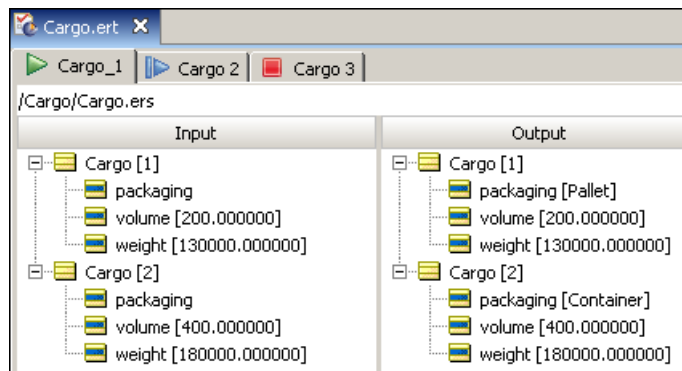 Cargo.ert
Cargo_1 Cargo 2 Cargo 3
/Cargo/Cargo.ers
Input Output
Cargo [1] Cargo [1]
packaging packaging [Pallet]
volume [200.000000] volume [200.000000]
weight [130000.000000] weight [130000.000000]
Cargo [2] Cargo [2]
packaging packaging [Container]
volume [400.000000] volume [400.000000]
weight [180000.000000] weight [180000.000000]